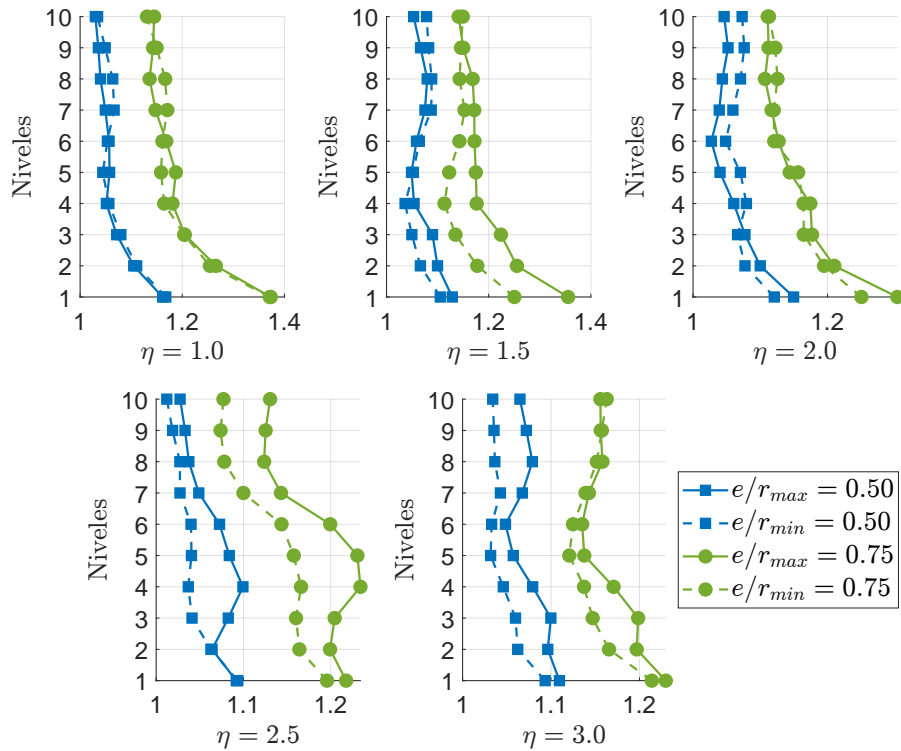 10
9
8
7
6
5
4
3
2
1
Niveles
1 1.2 1.4
η = 1.0
10
9
8
7
6
5
4
3
2
1
Niveles
1 1.2 1.4
η = 1.5
10
9
8
7
6
5
4
3
2
1
Niveles
1 1.2
η = 2.0
10
9
8
7
6
5
4
3
2
1
Niveles
1 1.1 1.2
η = 2.5
10
9
8
7
6
5
4
3
2
1
Niveles
1 1.1 1.2
η = 3.0
e/r_max = 0.50
e/r_min = 0.50
e/r_max = 0.75
e/r_min = 0.75